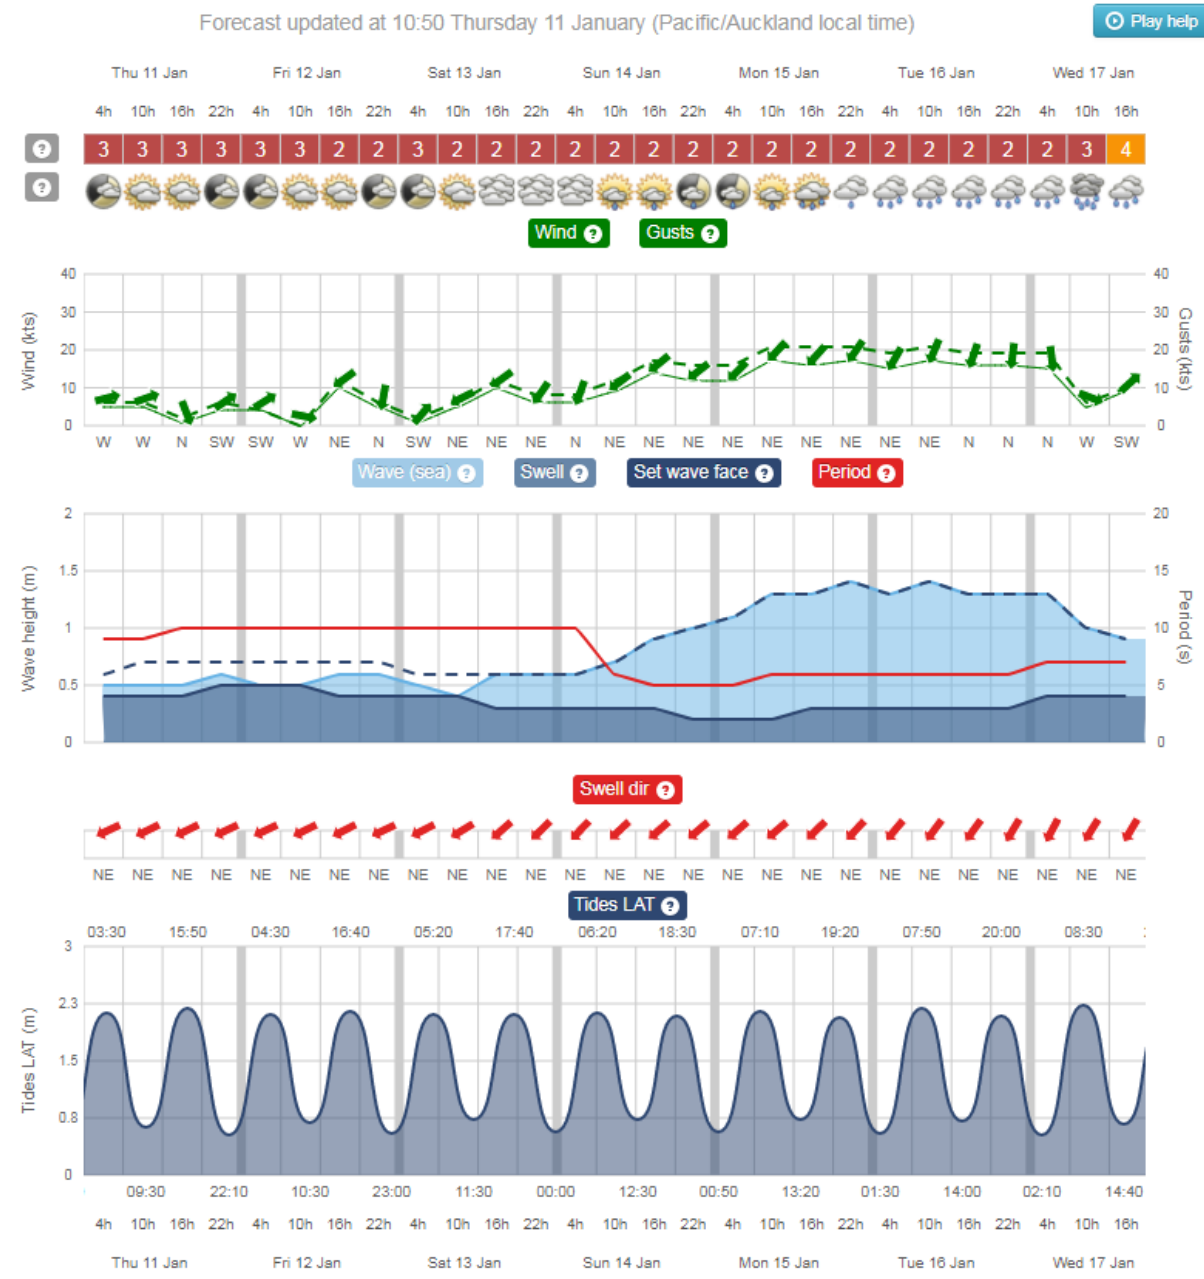 Forecast updated at 10:50 Thursday 11 January (Pacific/Auckland local time)
Play help
Thu 11 Jan Fri 12 Jan Sat 13 Jan Sun 14 Jan Mon 15 Jan Tue 16 Jan Wed 17 Jan
4h 10h 16h 22h 4h 10h 16h 22h 4h 10h 16h 22h 4h 10h 16h 22h 4h 10h 16h 22h 4h 10h 16h 22h 4h 10h 16h
? 3 3 3 3 3 3 2 2 3 2 2 2 2 2 2 2 2 2 2 2 2 2 2 2 2 3 4
?
Wind ? Gusts ?
40 40
30 30
20 20
10 10
0 0
Wind (kts)
Gusts (kts)
W W N SW SW W NE N SW NE NE NE N NE NE NE NE NE NE NE NE NE N N N W SW
Wave (sea) ? Swell ? Set wave face ? Period ?
2 20
1.5 15
1 10
0.5 5
0 0
Wave height (m)
Period (s)
Swell dir ?
NE NE NE NE NE NE NE NE NE NE NE NE NE NE NE NE NE NE NE NE NE NE NE NE NE NE NE
Tides LAT ?
03:30 15:50 04:30 16:40 05:20 17:40 06:20 18:30 07:10 19:20 07:50 20:00 08:30
3
2.3
1.5
0.8
0
Tides LAT (m)
09:30 22:10 10:30 23:00 11:30 00:00 12:30 00:50 13:20 01:30 14:00 02:10 14:40
4h 10h 16h 22h 4h 10h 16h 22h 4h 10h 16h 22h 4h 10h 16h 22h 4h 10h 16h 22h 4h 10h 16h 22h 4h 10h 16h
Thu 11 Jan Fri 12 Jan Sat 13 Jan Sun 14 Jan Mon 15 Jan Tue 16 Jan Wed 17 Jan